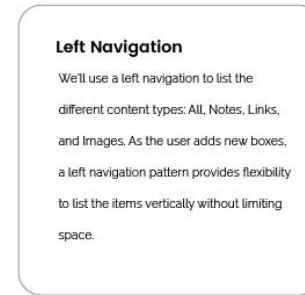 Left Navigation
We'll use a left navigation to list the
different content types: All, Notes, Links,
and Images. As the user adds new boxes,
a left navigation pattern provides flexibility
to list the items vertically without limiting
space.